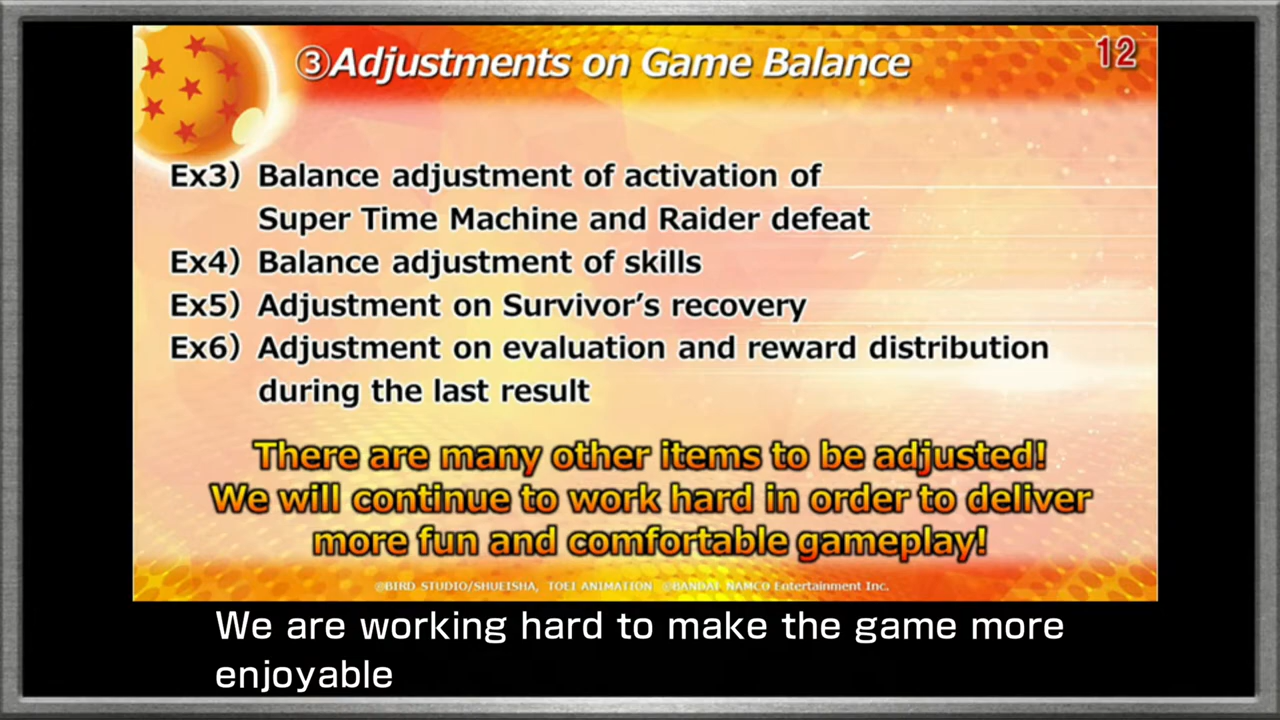 ③Adjustments on Game Balance
12
Ex3) Balance adjustment of activation of
Super Time Machine and Raider defeat
Ex4) Balance adjustment of skills
Ex5) Adjustment on Survivor's recovery
Ex6) Adjustment on evaluation and reward distribution
during the last result
There are many other items to be adjusted!
We will continue to work hard in order to deliver
more fun and comfortable gameplay!
©BIRD STUDIO/SHUEISHA, TOEI ANIMATION ©BANDAI NAMCO Entertainment Inc.
We are working hard to make the game more
enjoyable